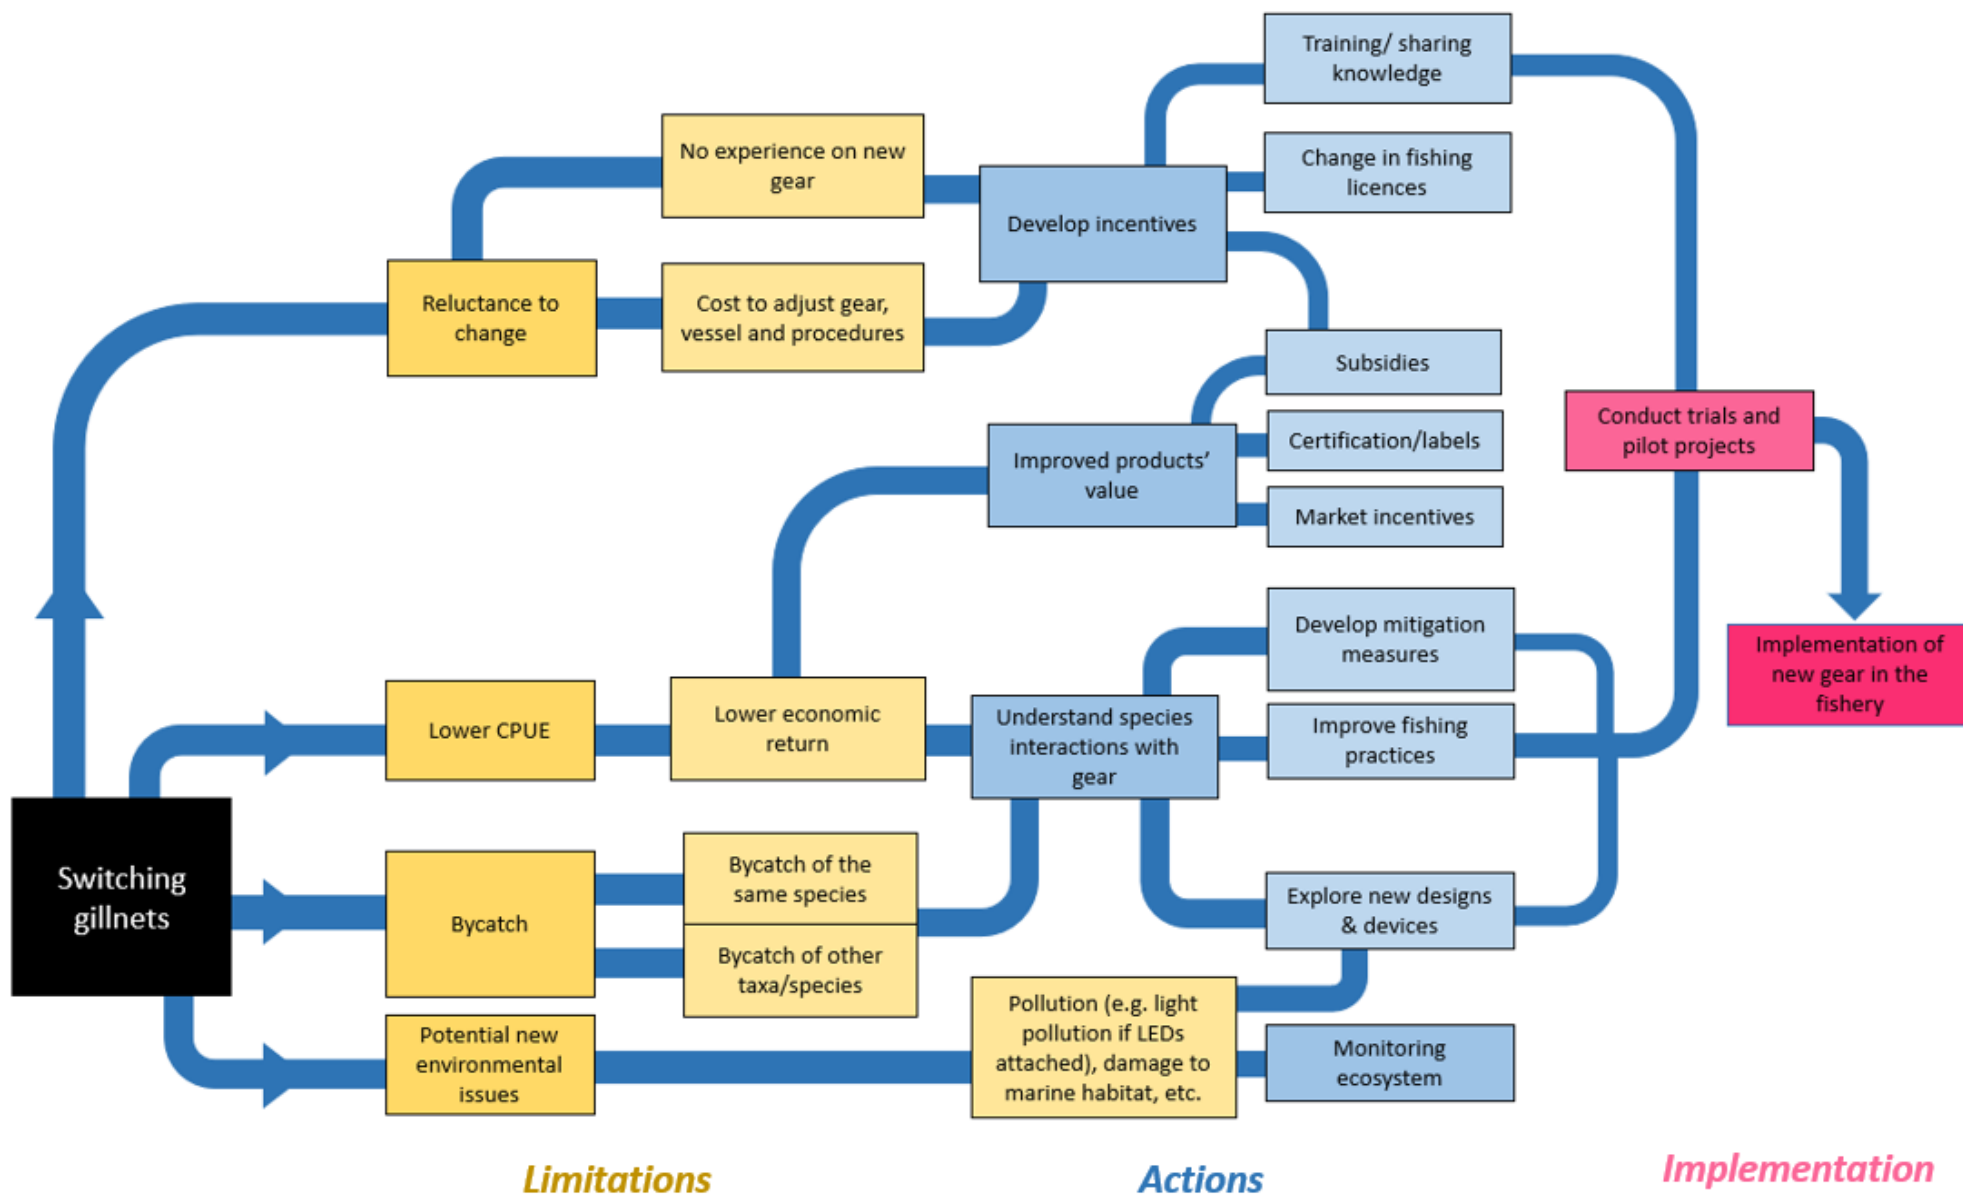 Training/ sharing
knowledge
No experience on new
gear
Change in fishing
licences
Develop incentives
Reluctance to
change
Cost to adjust gear,
vessel and procedures
Subsidies
Certification/labels
Improved products’
value
Market incentives
Conduct trials and
pilot projects
Develop mitigation
measures
Implementation of
new gear in the
fishery
Lower CPUE
Lower economic
return
Understand species
interactions with
gear
Improve fishing
practices
Switching
gillnets
Bycatch
Bycatch of the
same species
Bycatch of other
taxa/species
Explore new designs
& devices
Potential new
environmental
issues
Pollution (e.g. light
pollution if LEDs
attached), damage to
marine habitat, etc.
Monitoring
ecosystem
Limitations
Actions
Implementation